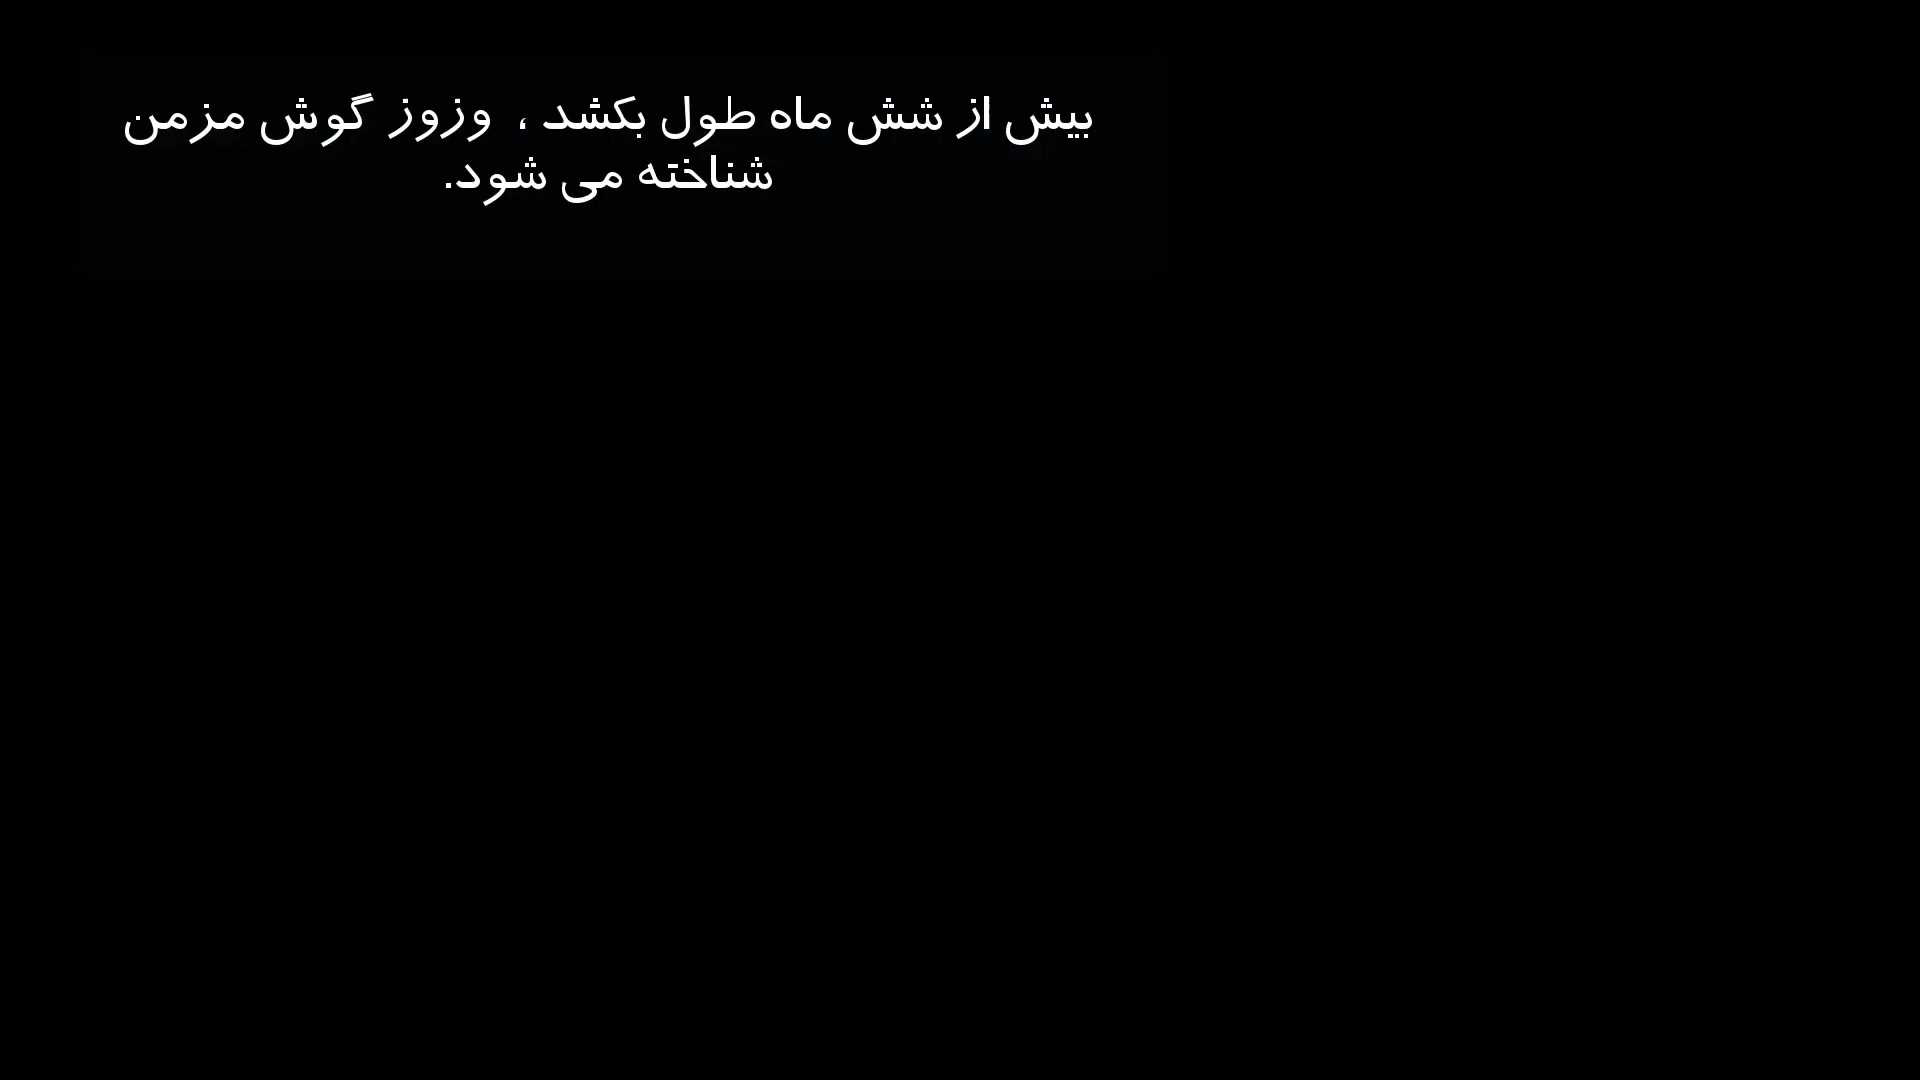 بیش از شش ماه طول بکشد ،  وزوز گوش مزمن
شناخته می شود.